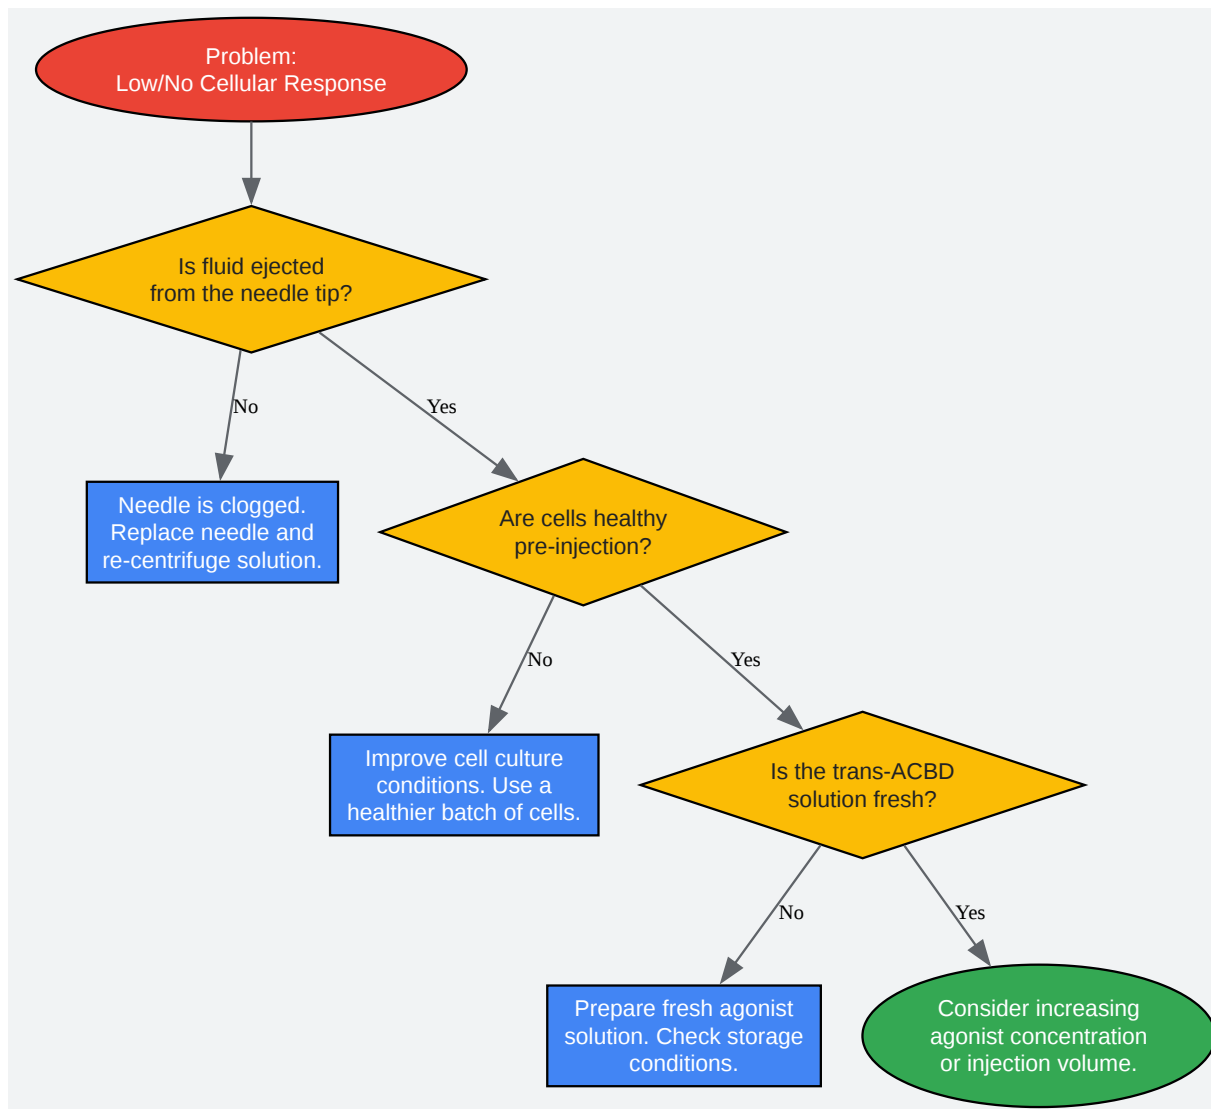 Problem:
Low/No Cellular Response
Is fluid ejected
from the needle tip?
No
Yes
Needle is clogged.
Replace needle and
re-centrifuge solution.
Are cells healthy
pre-injection?
No
Yes
Improve cell culture
conditions. Use a
healthier batch of cells.
Is the trans-ACBD
solution fresh?
No
Yes
Prepare fresh agonist
solution. Check storage
conditions.
Consider increasing
agonist concentration
or injection volume.